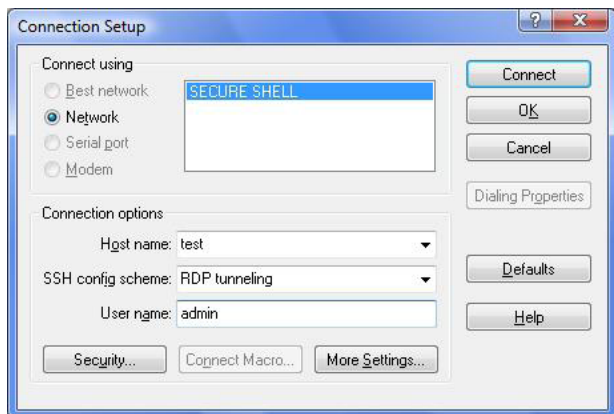 Connection Setup
Connect using
Best network
Network
Serial port
Modem
SECURE SHELL
Connect
OK
Cancel
Dialing Properties
Connection options
Host name: test
SSH config scheme: RDP tunneling
User name: admin
Defaults
Help
Security...
Connect Macro...
More Settings...